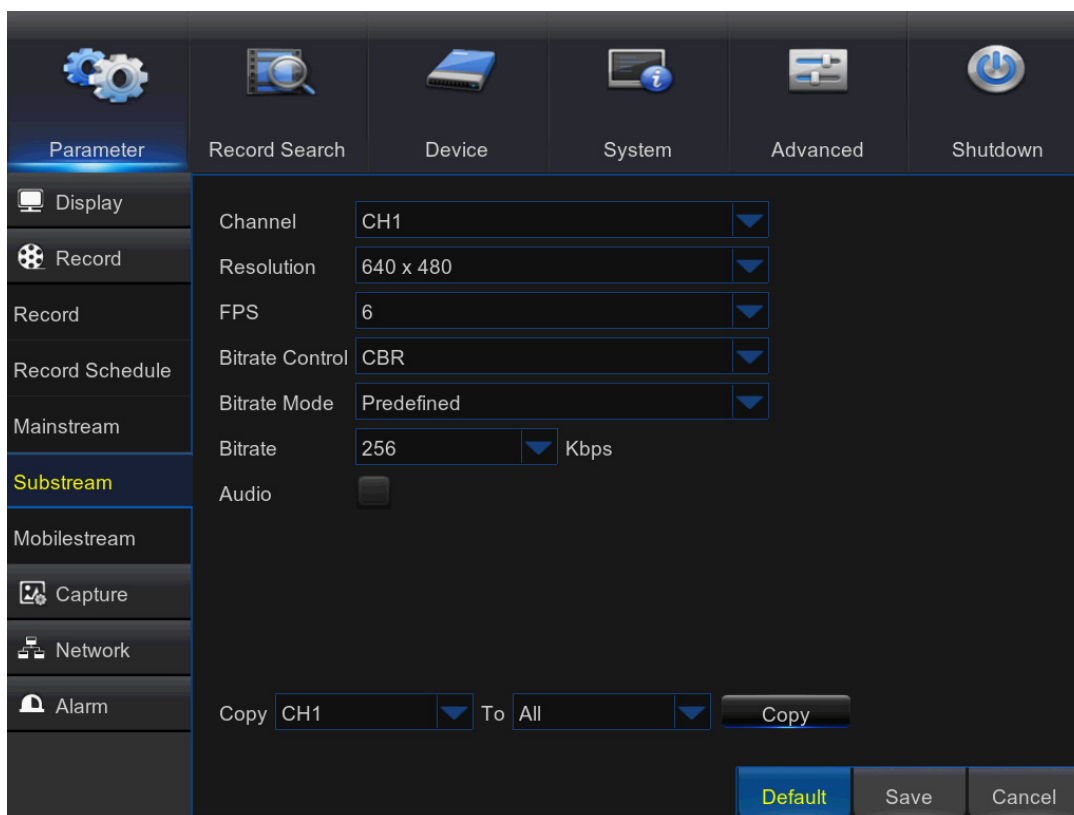 Parameter Record Search Device System Advanced Shutdown
Display
Record
Record
Record Schedule
Mainstream
Substream
Mobilestream
Capture
Network
Alarm
Channel CH1
Resolution 640 x 480
FPS 6
Bitrate Control CBR
Bitrate Mode Predefined
Bitrate 256 Kbps
Audio
Copy CH1 To All Copy
Default Save Cancel